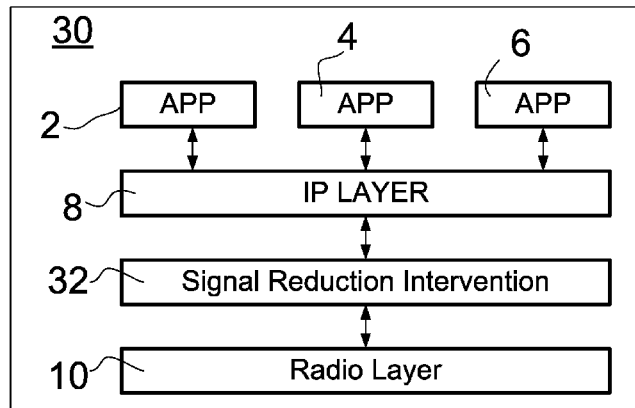 30
4
6
APP
APP
APP
2
IP LAYER
8
32
Signal Reduction Intervention
10
Radio Layer